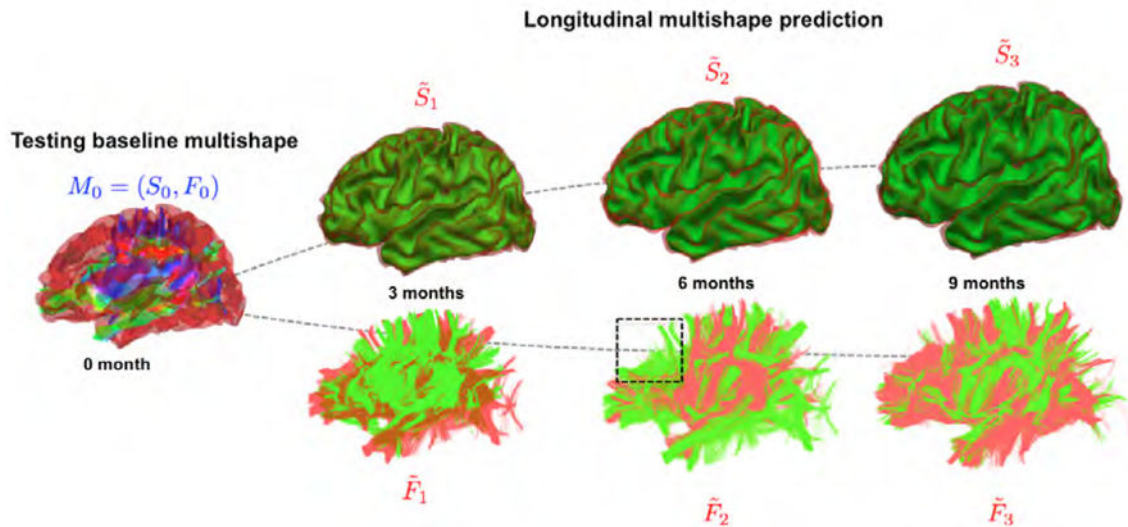 Longitudinal multishape prediction
S̃₁
S̃₂
S̃₃
Testing baseline multishape
M₀ = (S₀, F₀)
0 month
3 months
6 months
9 months
F̃₁
F̃₂
F̃₃